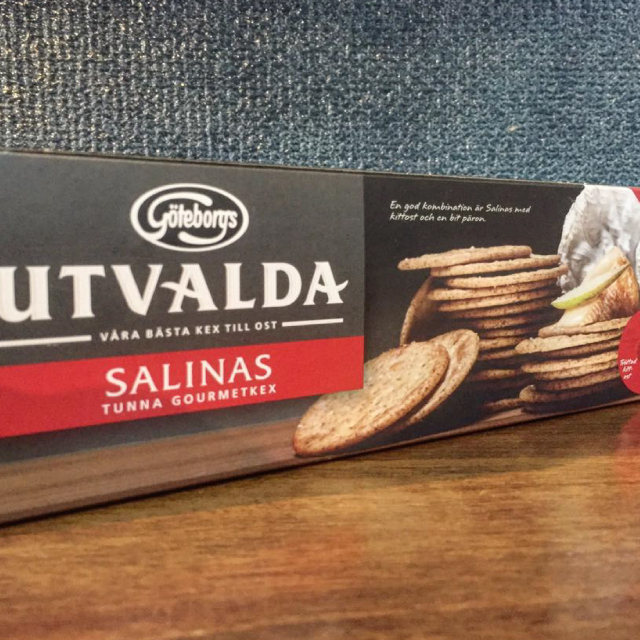 Göteborgs
UTVALDA
VÅRA BÄSTA KEX TILL OST
SALINAS
TUNNA GOURMETKEX
En god kombination är Salinas med
kittost och en bit päron.